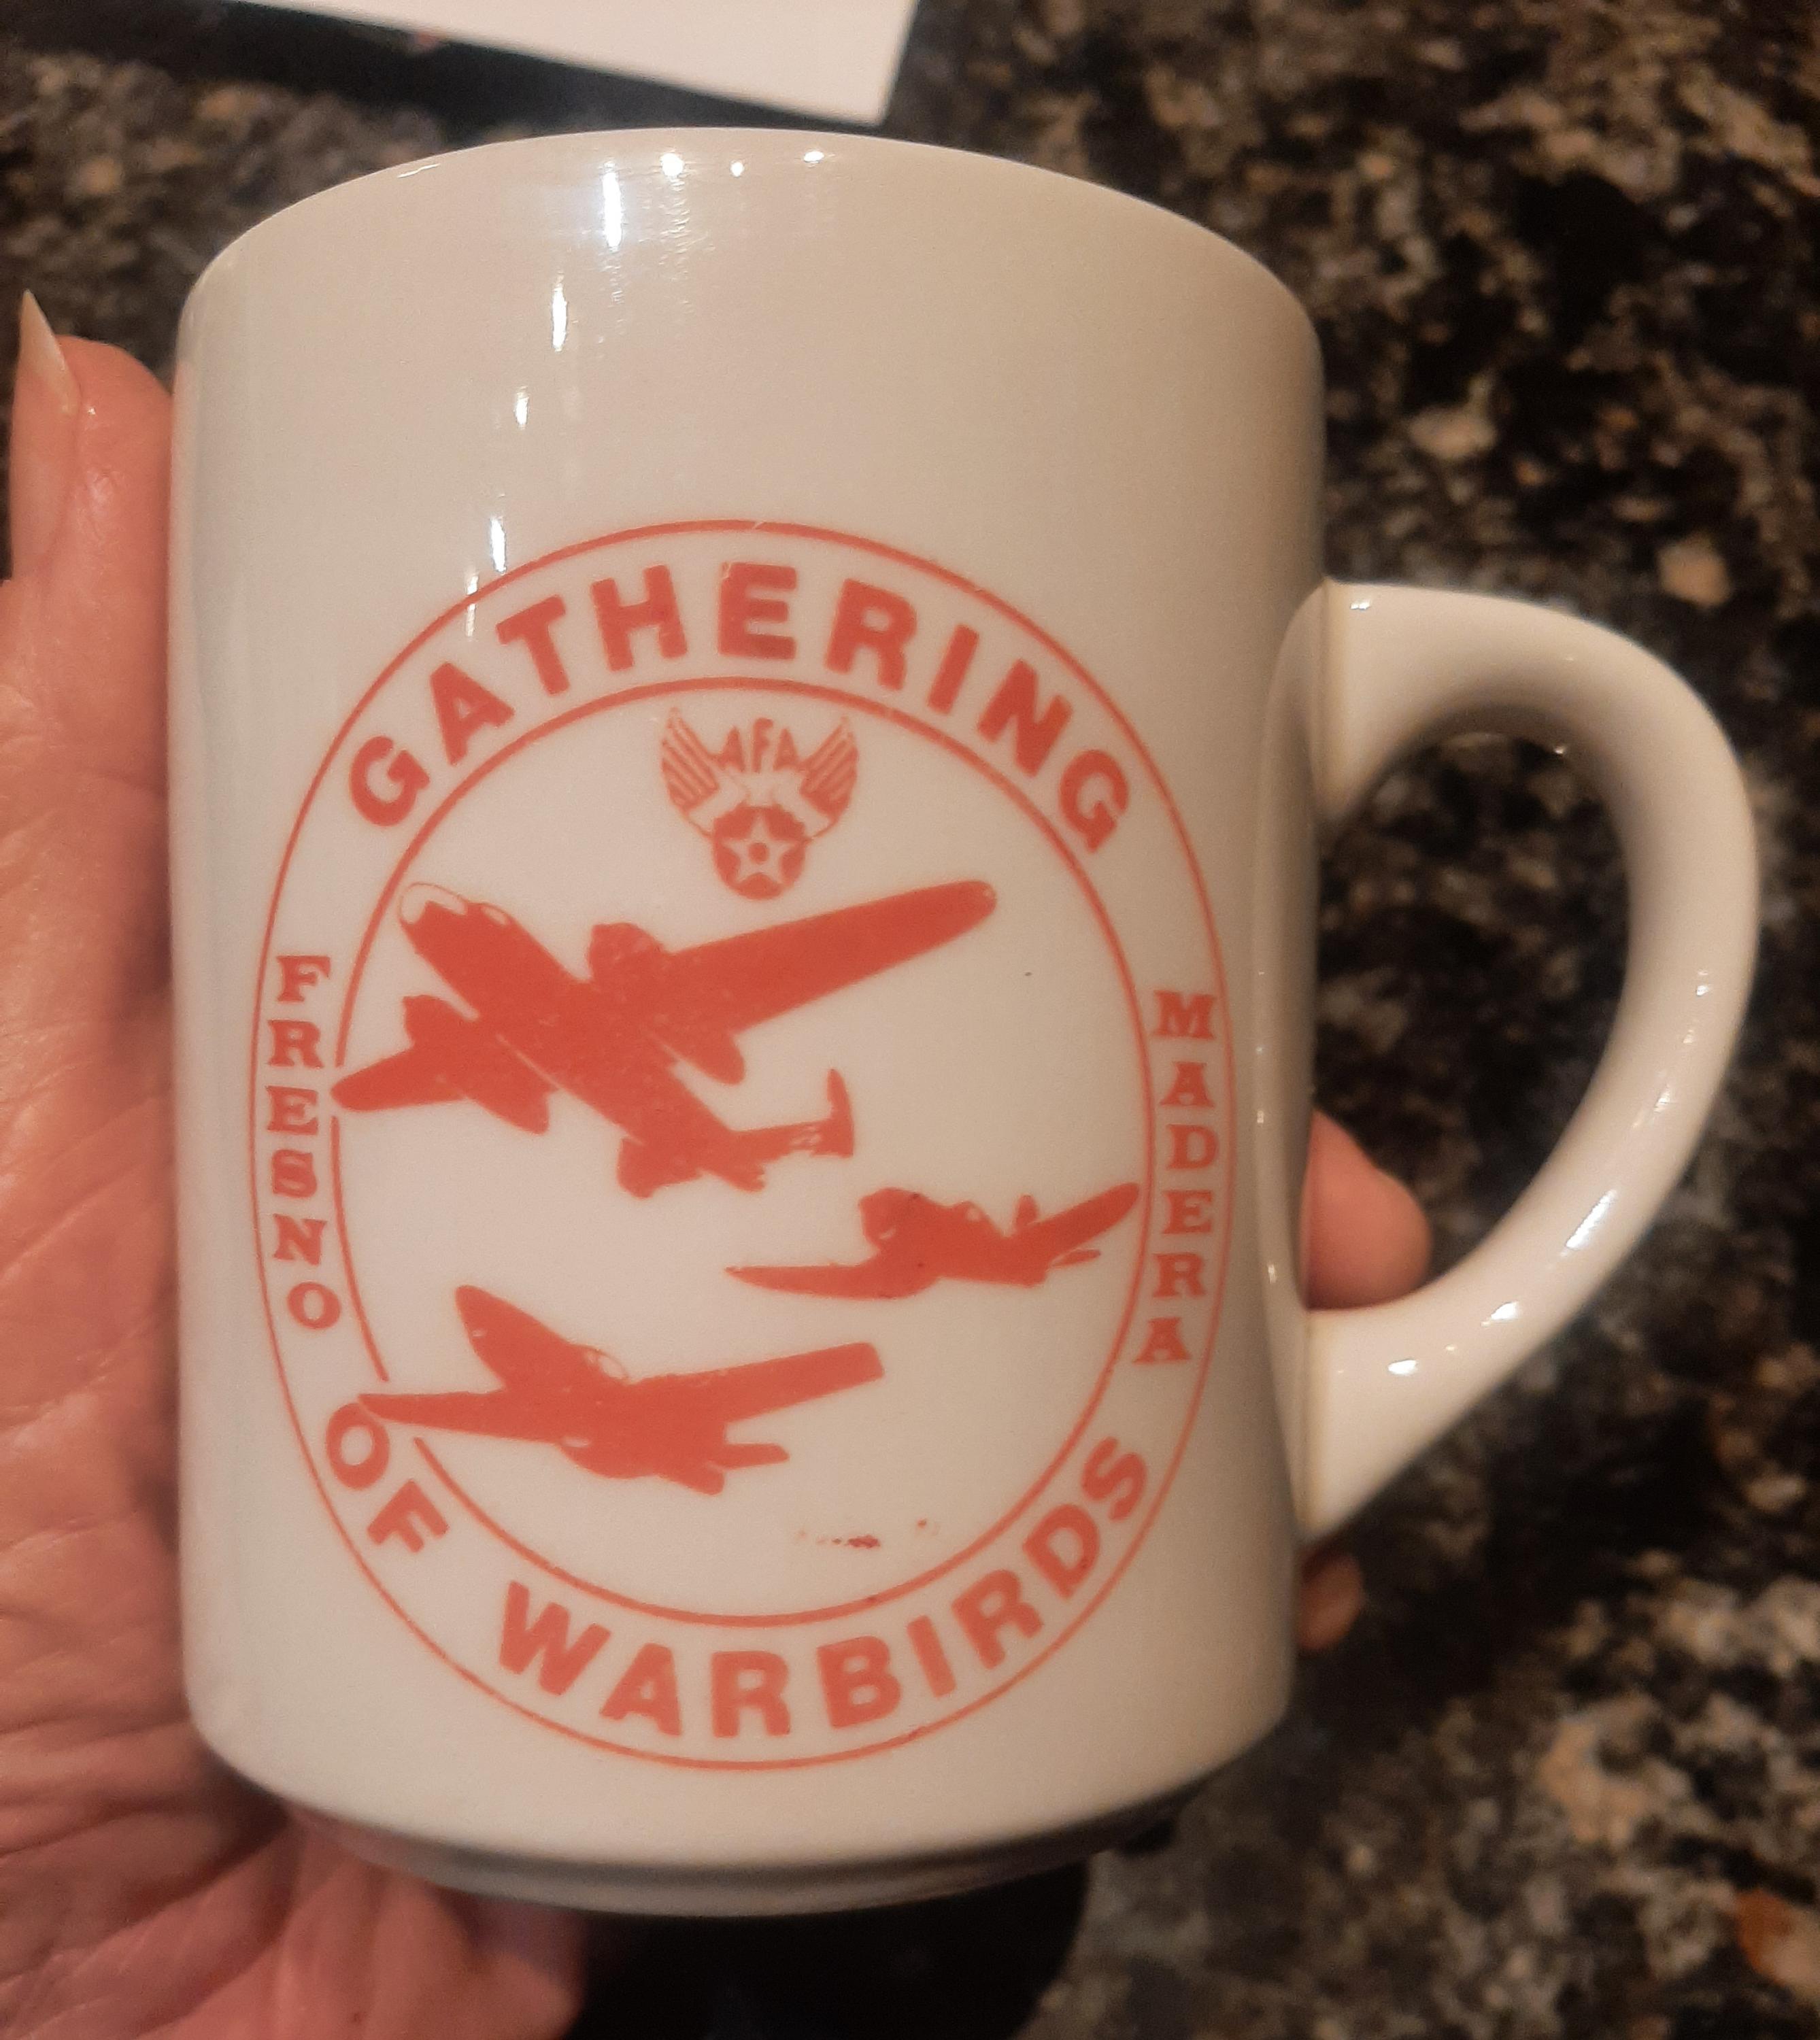 GATHERING
AFA
FRESNO
MADERA
OF WARBIRDS